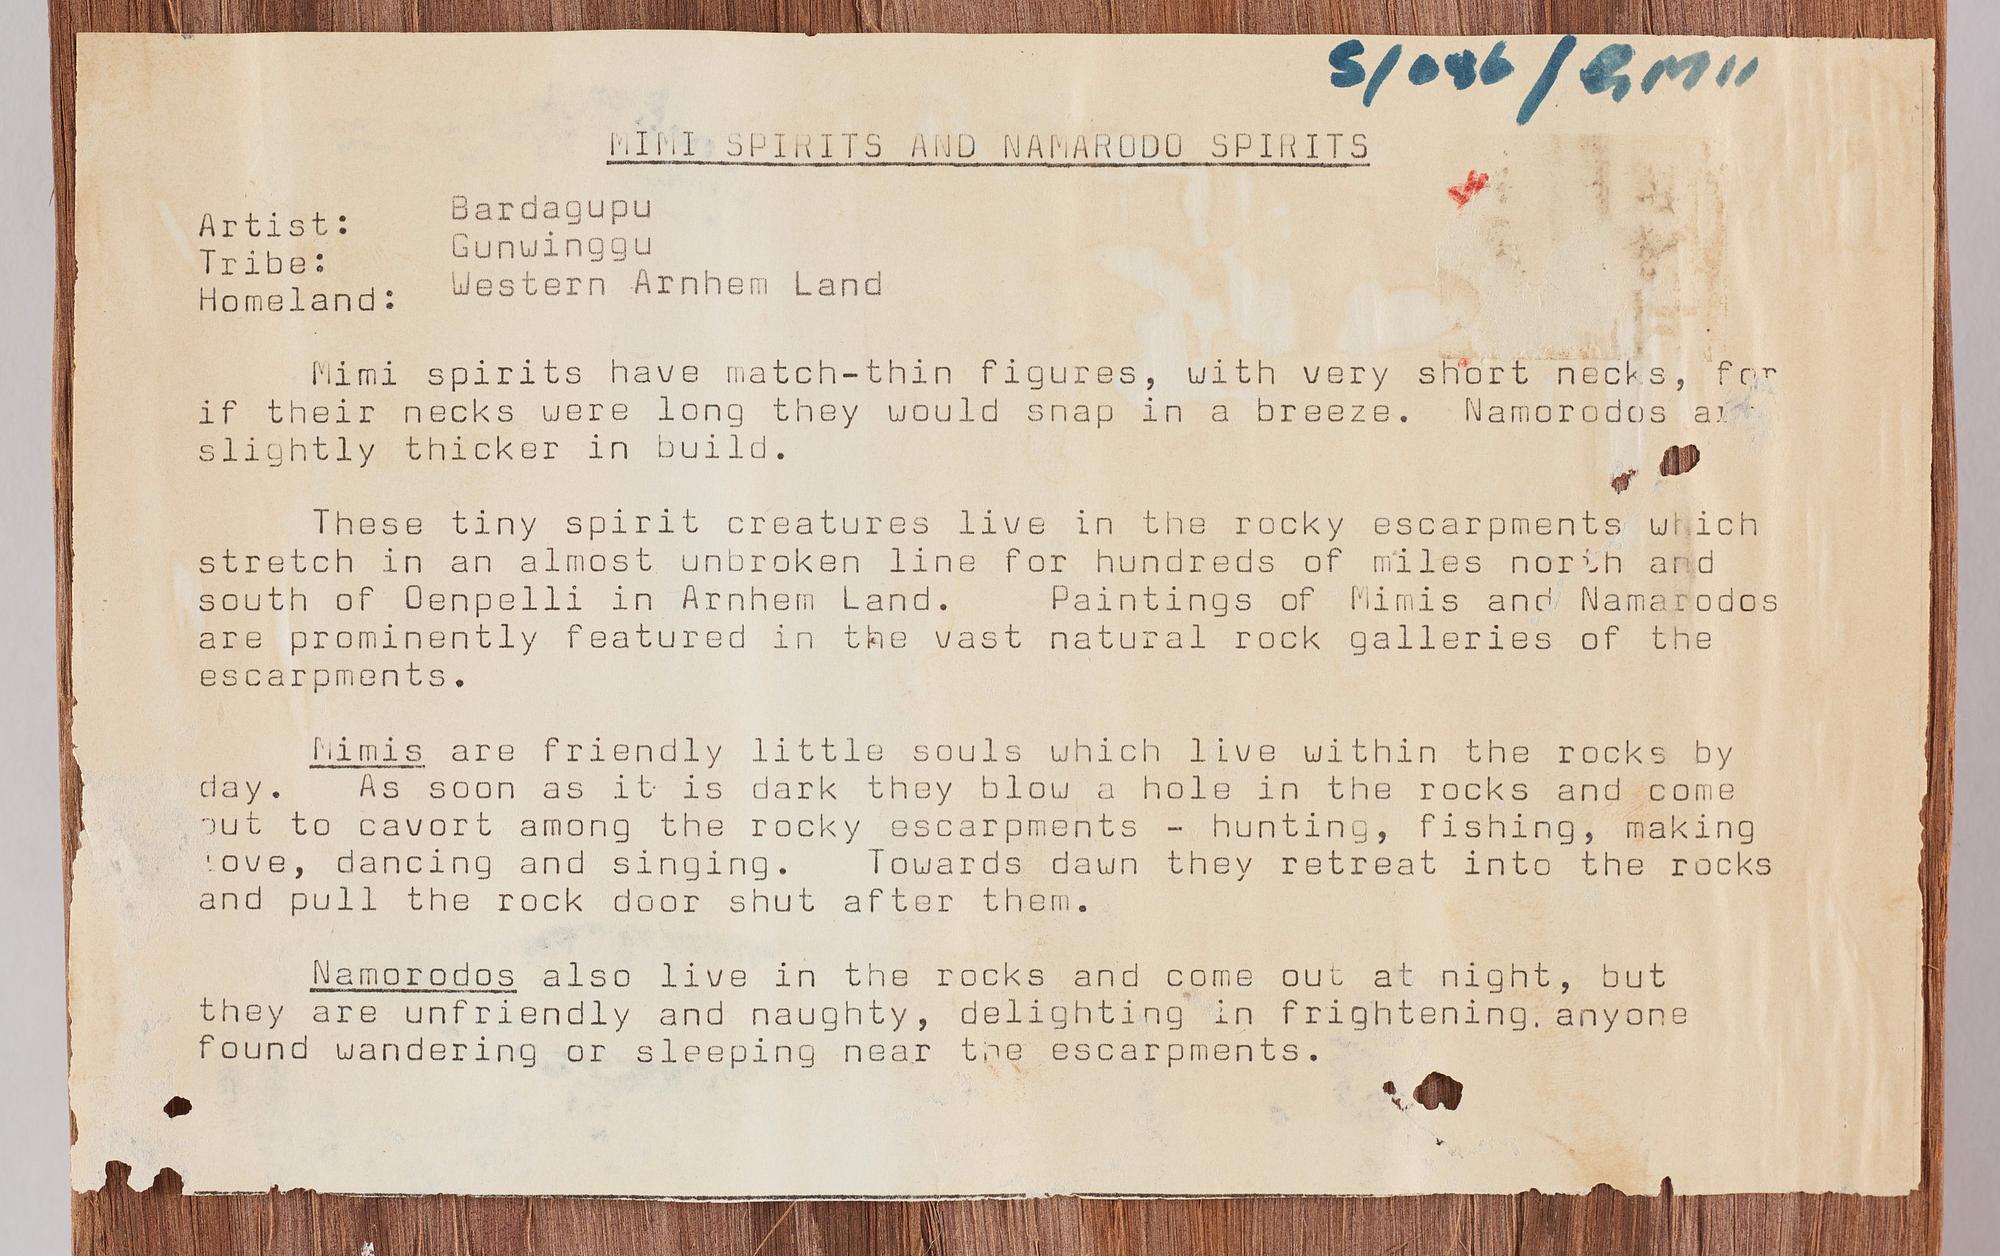 MIMI SPIRITS AND NAMARODO SPIRITS
Artist: Bardagupu
Tribe: Gunwinggu
Homeland: Western Arnhem Land
Mimi spirits have match-thin figures, with very short necks, for
if their necks were long they would snap in a breeze. Namorodos
slightly thicker in build.
These tiny spirit creatures live in the rocky escarpments which
stretch in an almost unbroken line for hundreds of miles north and
south of Oenpelli in Arnhem Land. Paintings of Mimis and Namarodos
are prominently featured in the vast natural rock galleries of the
escarpments.
Mimis are friendly little souls which live within the rocks by
day. As soon as it is dark they blow a hole in the rocks and come
out to cavort among the rocky escarpments - hunting, fishing, making
love, dancing and singing. Towards dawn they retreat into the rocks
and pull the rock door shut after them.
Namorodos also live in the rocks and come out at night, but
they are unfriendly and naughty, delighting in frightening. anyone
found wandering or sleeping near the escarpments.